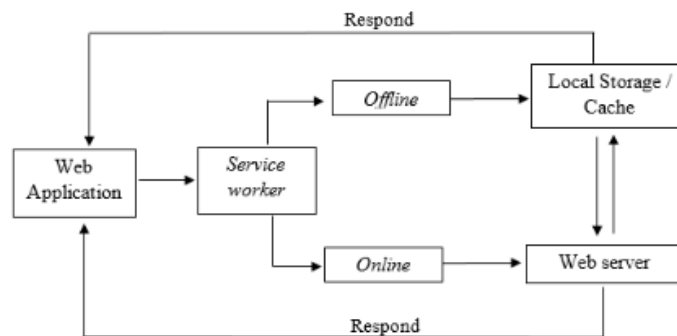 Respond
Offline
Local Storage /
Cache
Web
Application
Service
worker
Online
Web server
Respond